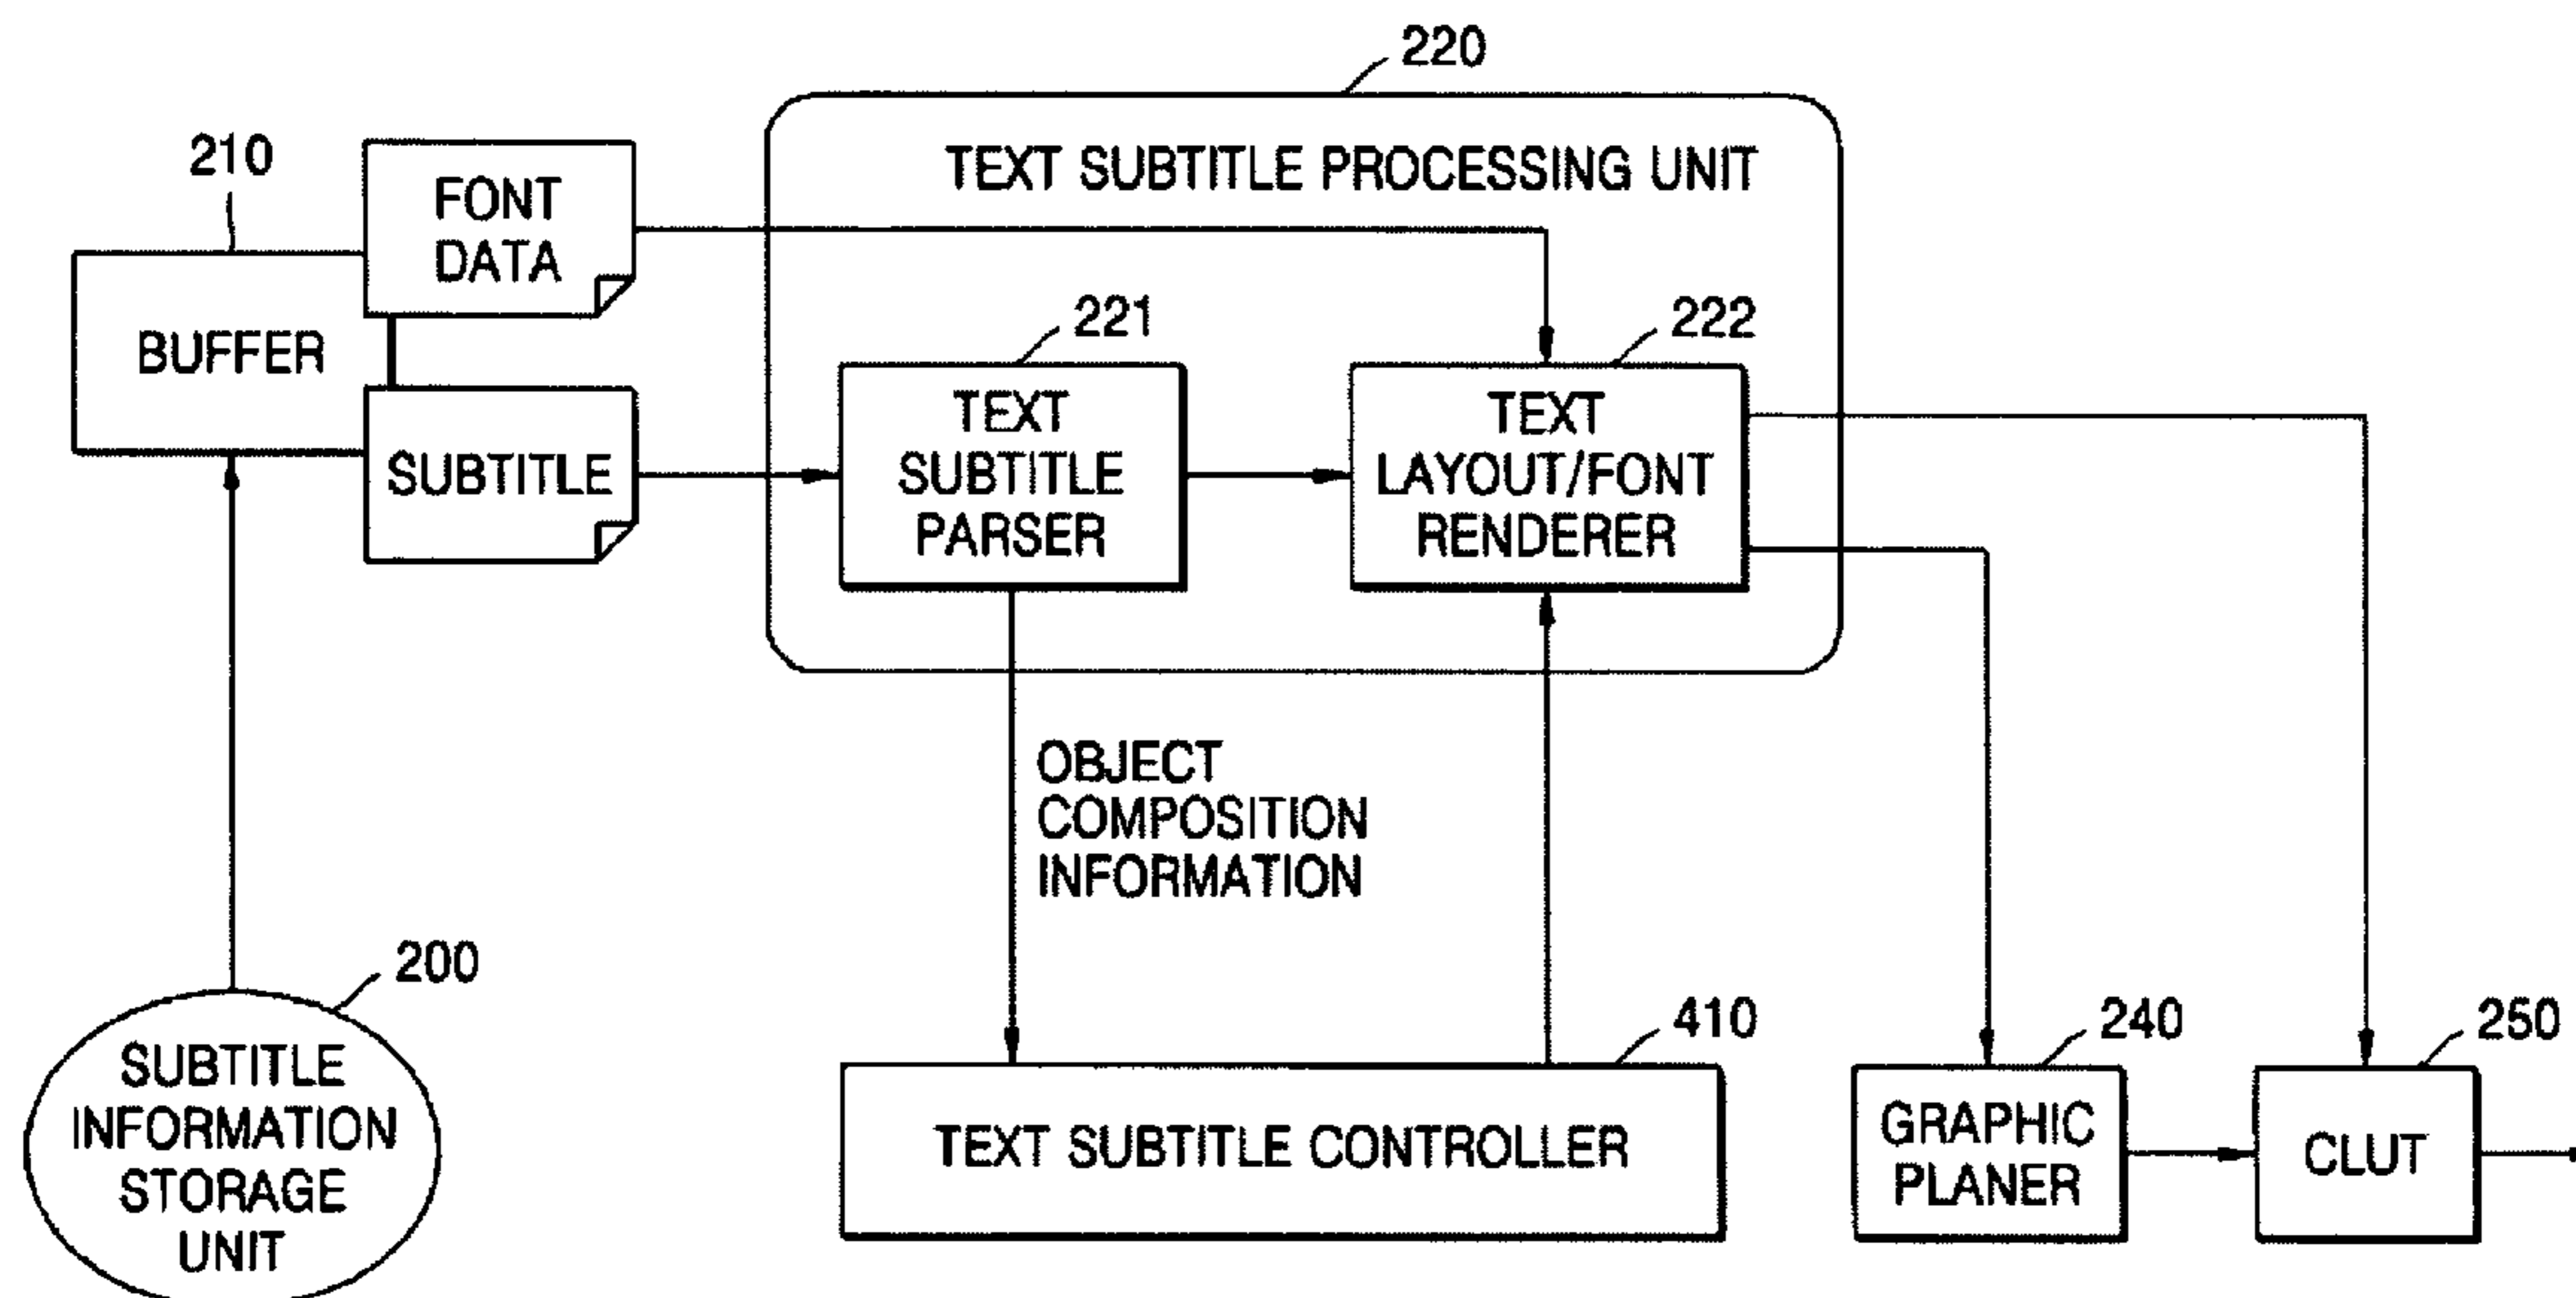 220
TEXT SUBTITLE PROCESSING UNIT
210
FONT
DATA
BUFFER
SUBTITLE
221
TEXT
SUBTITLE
PARSER
222
TEXT
LAYOUT/FONT
RENDERER
OBJECT
COMPOSITION
INFORMATION
200
SUBTITLE
INFORMATION
STORAGE
UNIT
410
TEXT SUBTITLE CONTROLLER
240
GRAPHIC
PLANER
250
CLUT